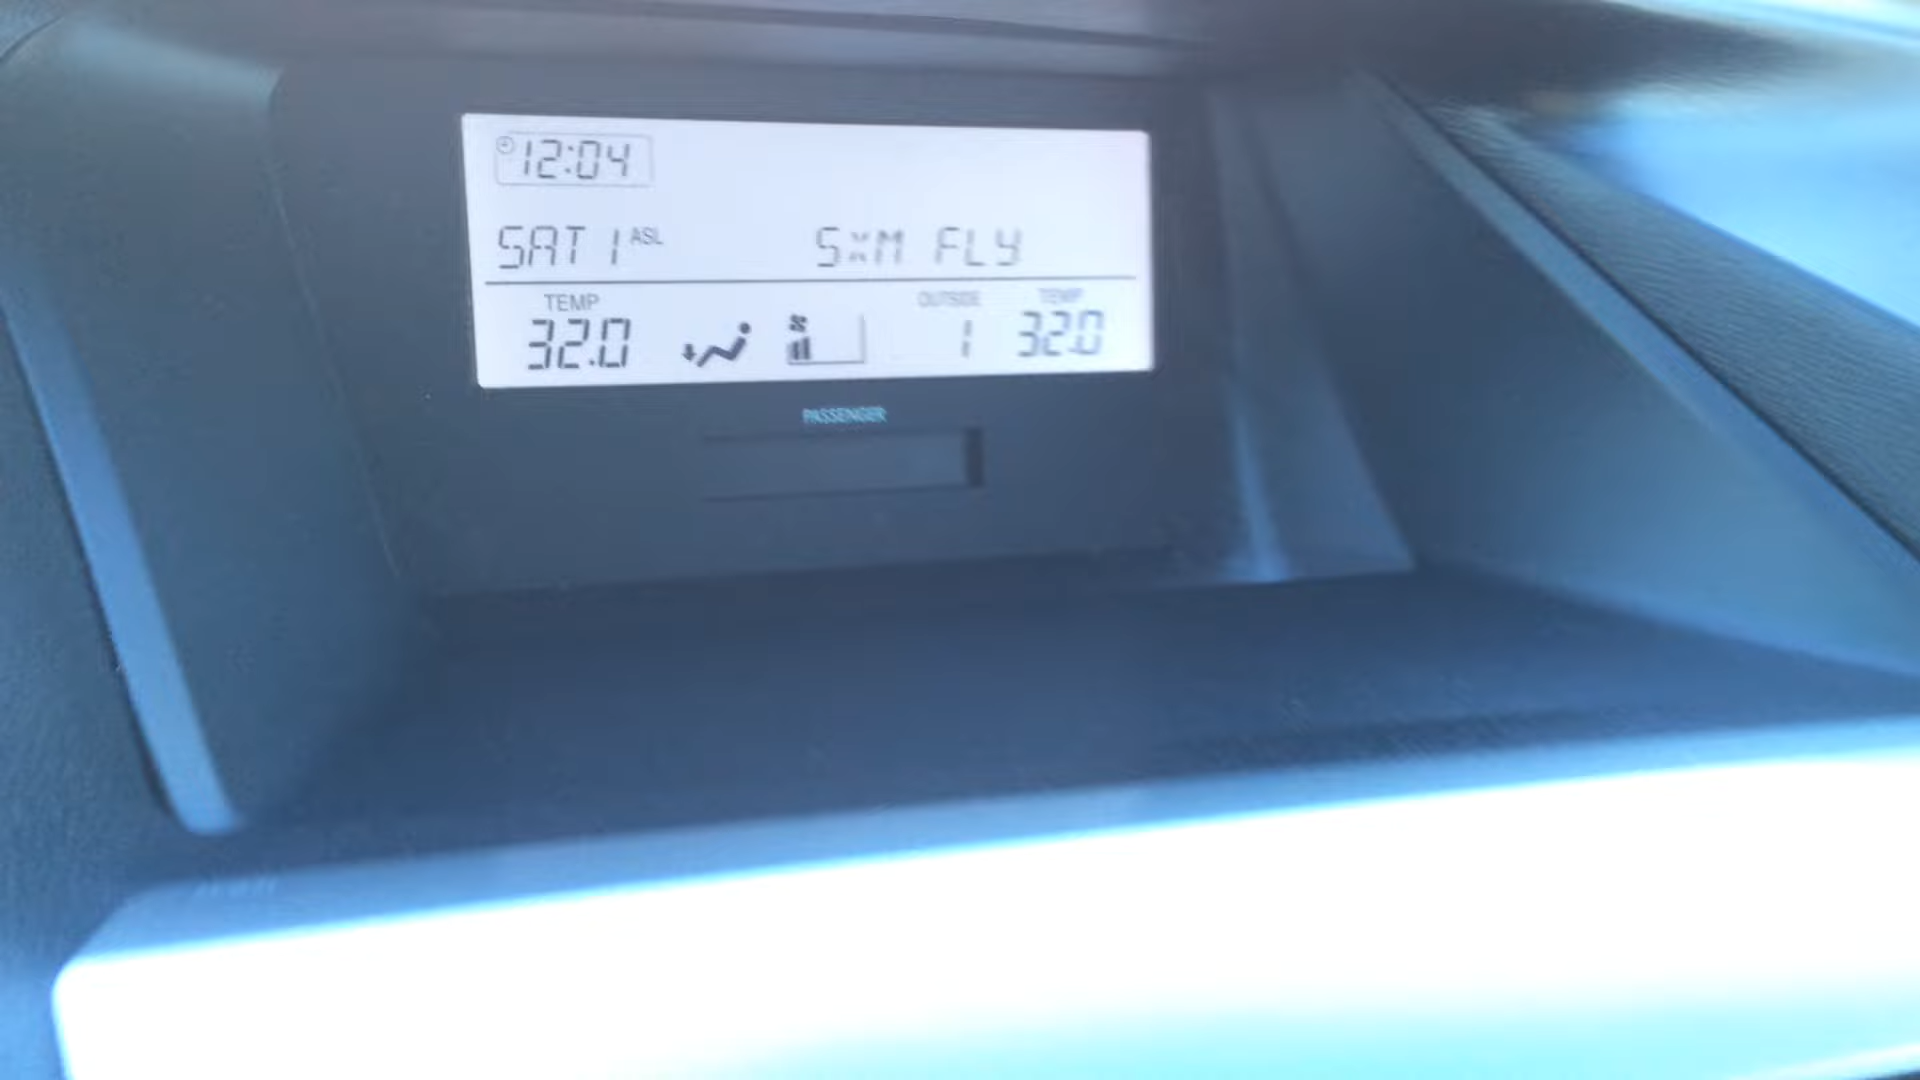 12:04
SAT 1 ASL SXM FLY
TEMP OUTSIDE TEMP
32.0 1 32.0
PASSENGER